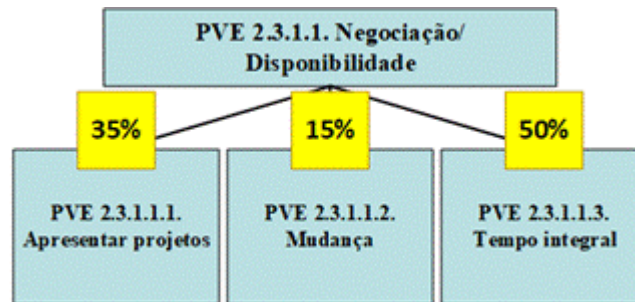 PVE 2.3.1.1. Negociação/
Disponibilidade
35%
15%
50%
PVE 2.3.1.1.1.
Apresentar projetos
PVE 2.3.1.1.2.
Mudança
PVE 2.3.1.1.3.
Tempo integral